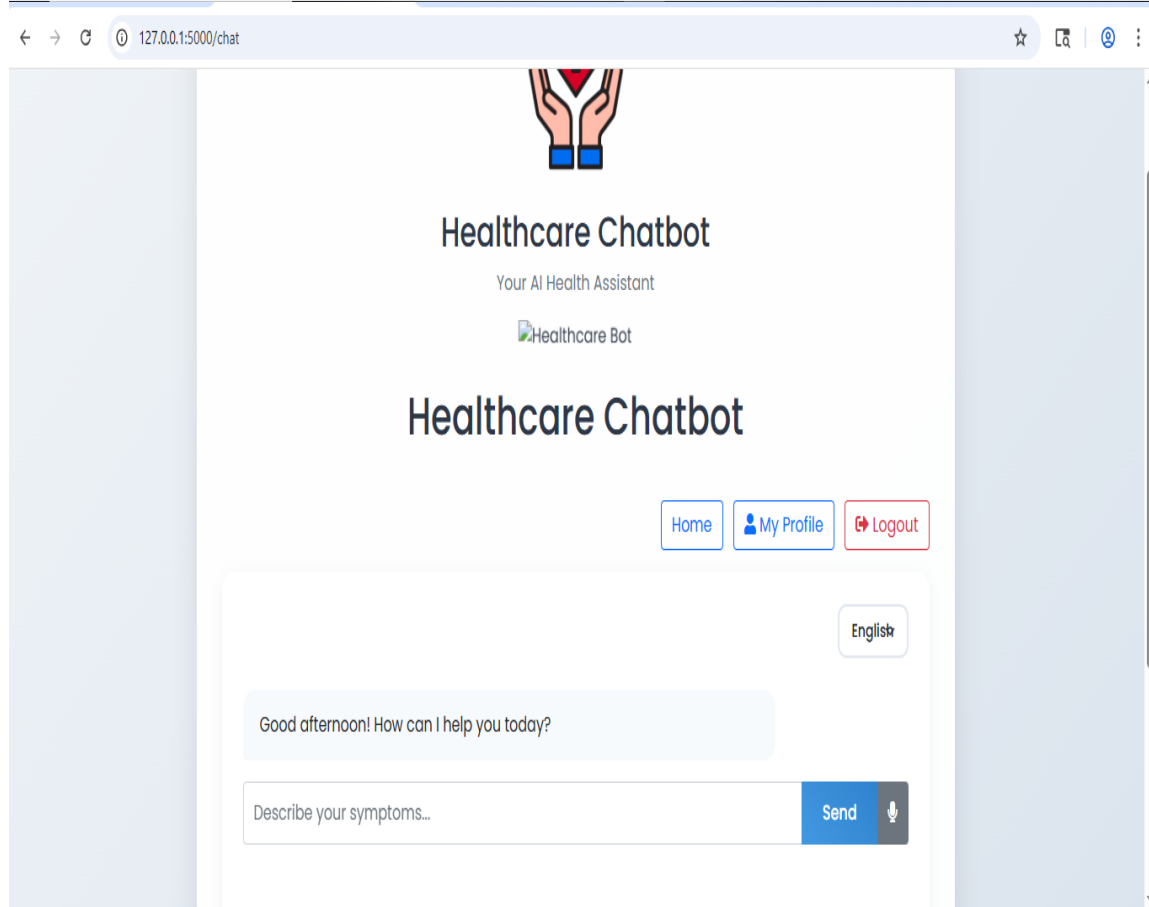 127.0.0.1:5000/chat
Healthcare Chatbot
Your AI Health Assistant
Healthcare Bot
Healthcare Chatbot
Home My Profile Logout
English
Good afternoon! How can I help you today?
Describe your symptoms... Send